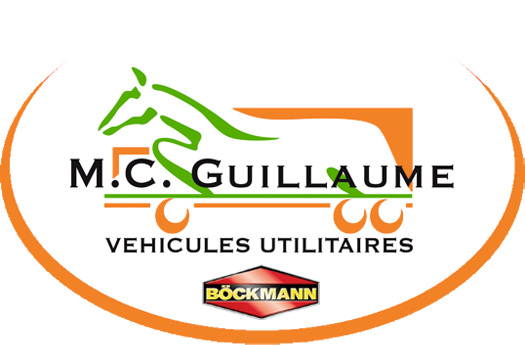 M.C. GUILLAUME
VEHICULES UTILITAIRES
BÖCKMANN